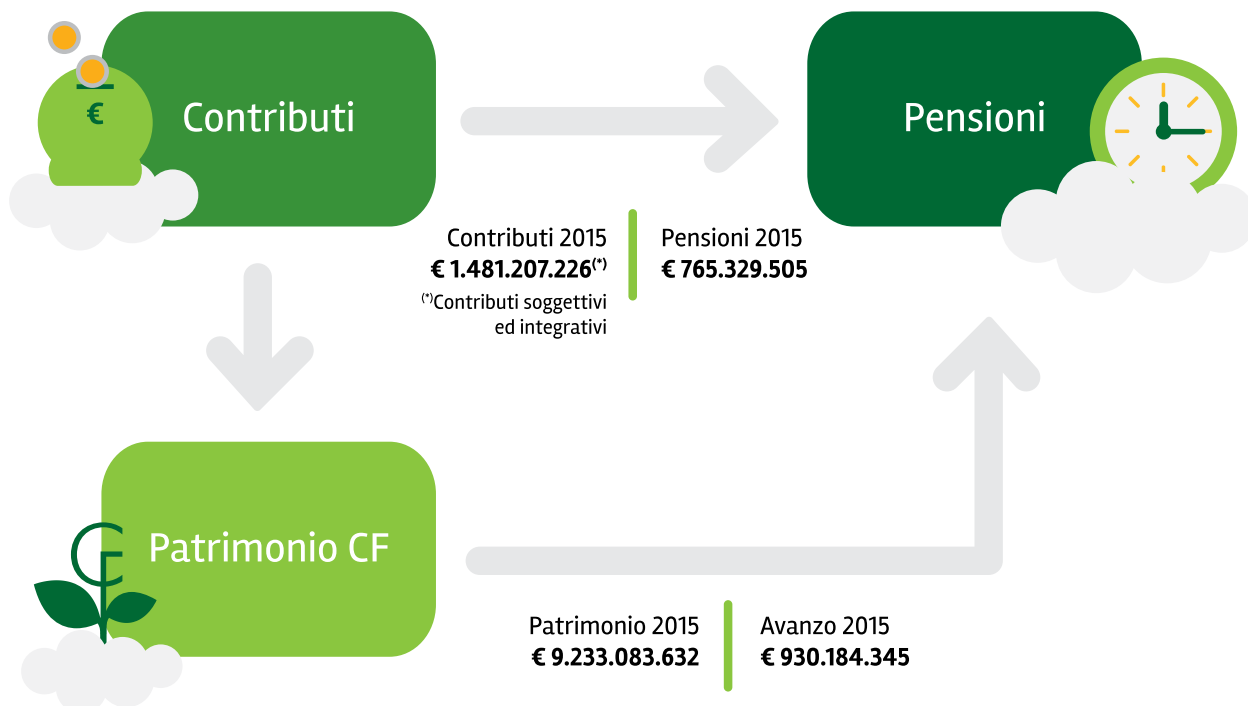 €
Contributi
Pensioni
Contributi 2015
€ 1.481.207.226(*)
(*)Contributi soggettivi
ed integrativi
Pensioni 2015
€ 765.329.505
CF
Patrimonio CF
Patrimonio 2015
€ 9.233.083.632
Avanzo 2015
€ 930.184.345